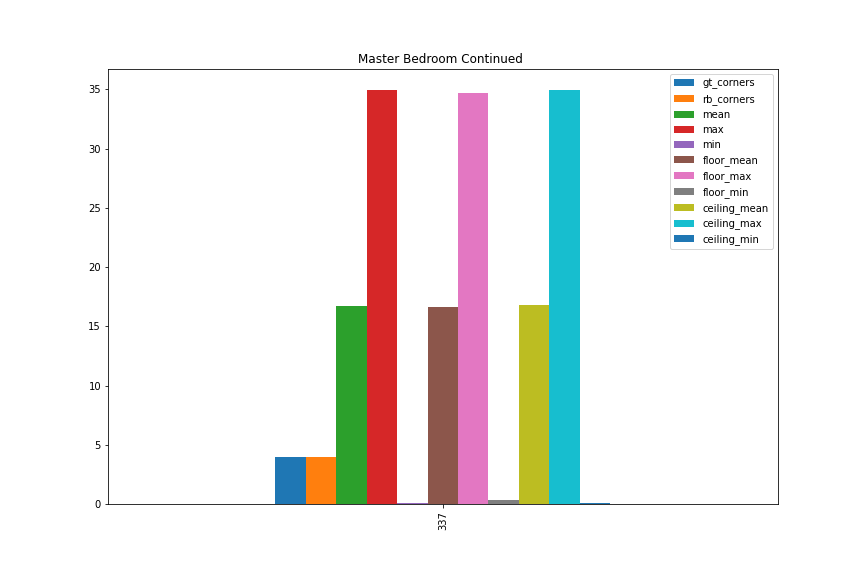 Master Bedroom Continued
35
30
25
20
15
10
5
0
337
gt_corners
rb_corners
mean
max
min
floor_mean
floor_max
floor_min
ceiling_mean
ceiling_max
ceiling_min